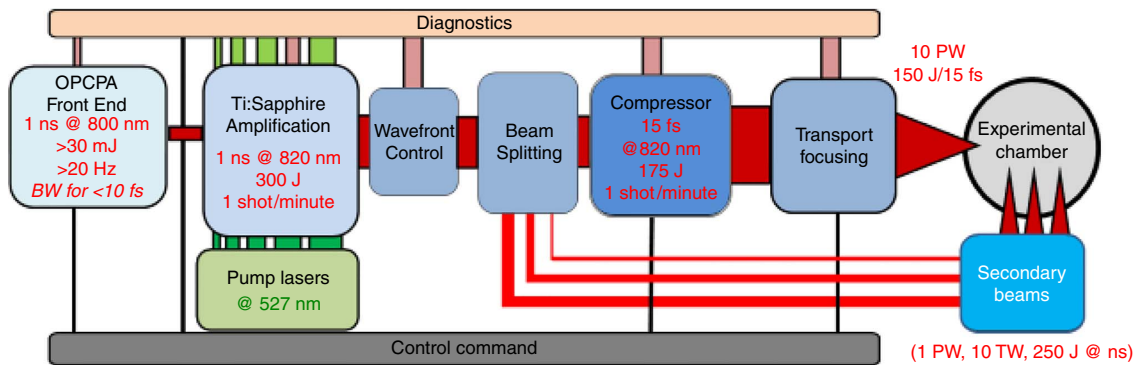 Diagnostics
OPCPA
Front End
1 ns @ 800 nm
>30 mJ
>20 Hz
BW for <10 fs
Ti:Sapphire
Amplification
1 ns @ 820 nm
300 J
1 shot/minute
Wavefront
Control
Beam
Splitting
Compressor
15 fs
@820 nm
175 J
1 shot/minute
Transport
focusing
10 PW
150 J/15 fs
Experimental
chamber
Pump lasers
@ 527 nm
Secondary
beams
Control command
(1 PW, 10 TW, 250 J @ ns)